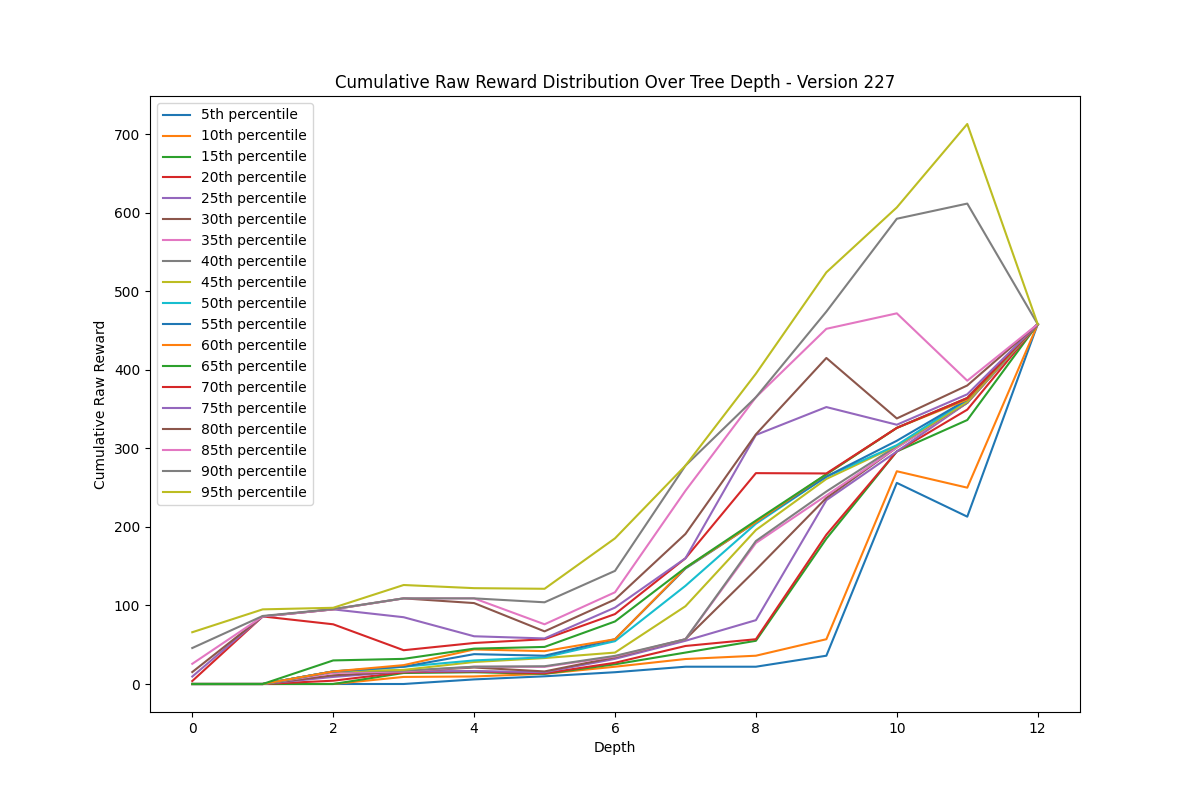 Cumulative Raw Reward Distribution Over Tree Depth - Version 227
5th percentile
10th percentile
15th percentile
20th percentile
25th percentile
30th percentile
35th percentile
40th percentile
45th percentile
50th percentile
55th percentile
60th percentile
65th percentile
70th percentile
75th percentile
80th percentile
85th percentile
90th percentile
95th percentile
Cumulative Raw Reward
700
600
500
400
300
200
100
0
0 2 4 6 8 10 12
Depth